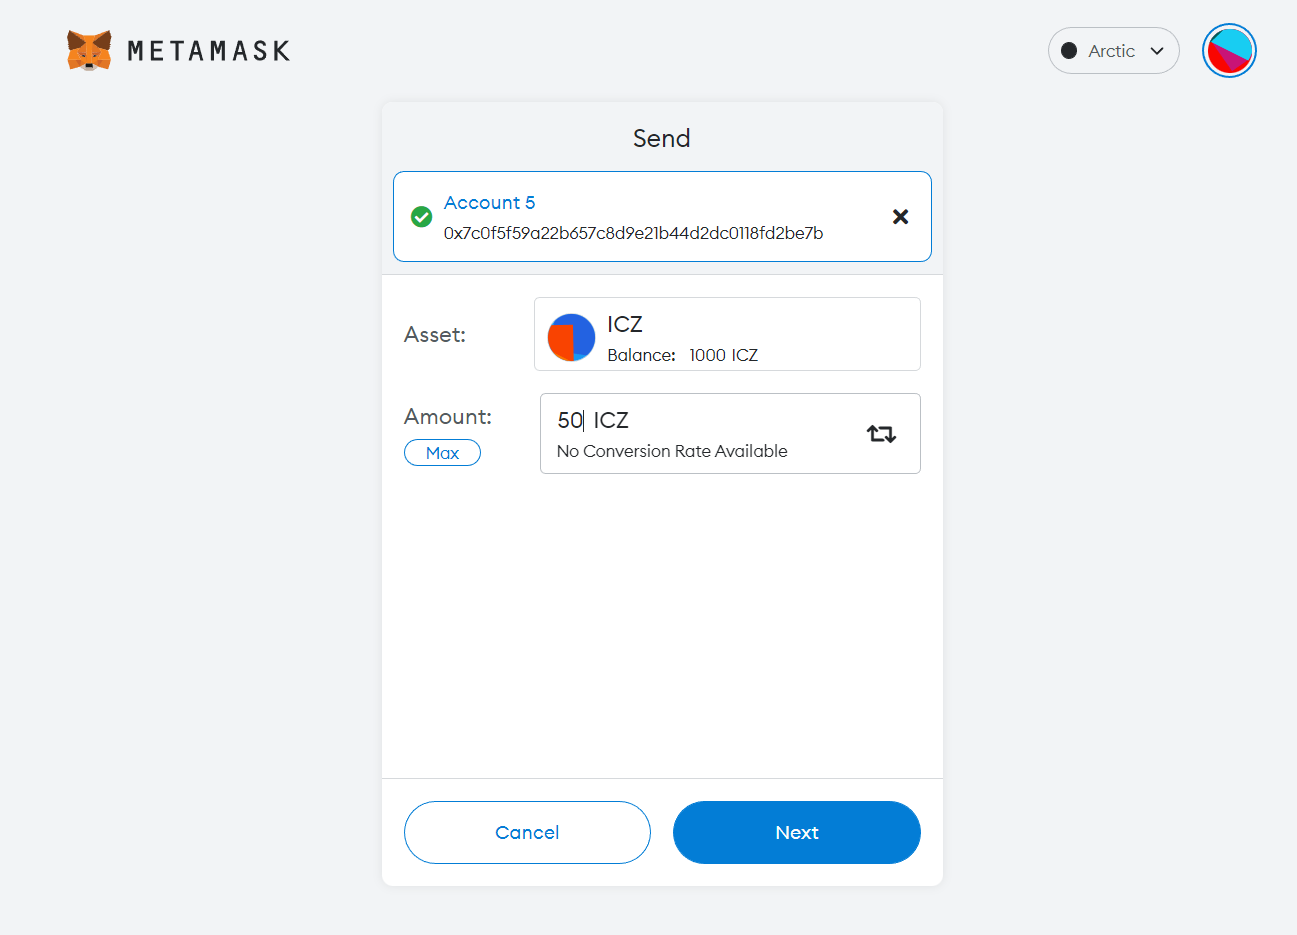 METAMASK
Arctic
Send
Account 5
0x7c0f5f59a22b657c8d9e21b44d2dc0118fd2be7b
Asset:
ICZ
Balance: 1000 ICZ
Amount:
Max
50 ICZ
No Conversion Rate Available
Cancel
Next